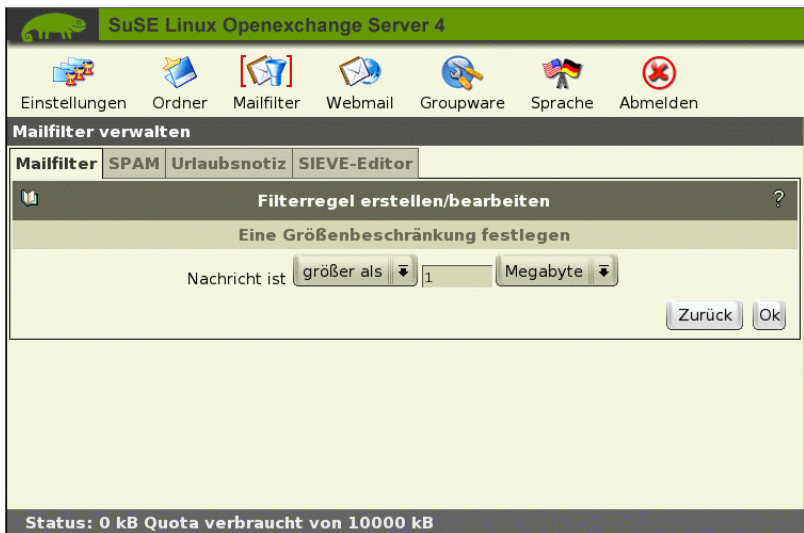 SuSE Linux Openexchange Server 4
Einstellungen Ordner Mailfilter Webmail Groupware Sprache Abmelden
Mailfilter verwalten
Mailfilter SPAM Urlaubsnotiz SIEVE-Editor
Filterregel erstellen/bearbeiten ?
Eine Größenbeschränkung festlegen
Nachricht ist größer als 1 Megabyte
Zurück Ok
Status: 0 kB Quota verbraucht von 10000 kB